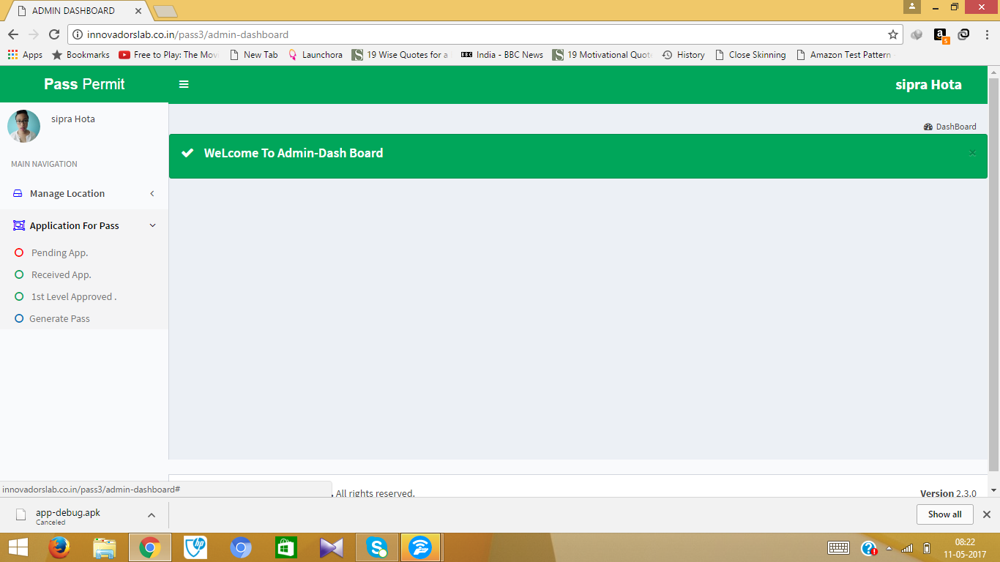 ADMIN DASHBOARD
innovadorslab.co.in/pass3/admin-dashboard
Apps Bookmarks Free to Play: The Mov New Tab Launchora 19 Wise Quotes for a BBC India - BBC News 19 Motivational Quot History Close Skinning Amazon Test Pattern
Pass Permit
sipra Hota
sipra Hota
DashBoard
WeLcome To Admin-Dash Board
×
MAIN NAVIGATION
Manage Location
Application For Pass
Pending App.
Received App.
1st Level Approved .
Generate Pass
innovadorslab.co.in/pass3/admin-dashboard#
All rights reserved.
Version 2.3.0
app-debug.apk
Canceled
Show all
08:22
11-05-2017